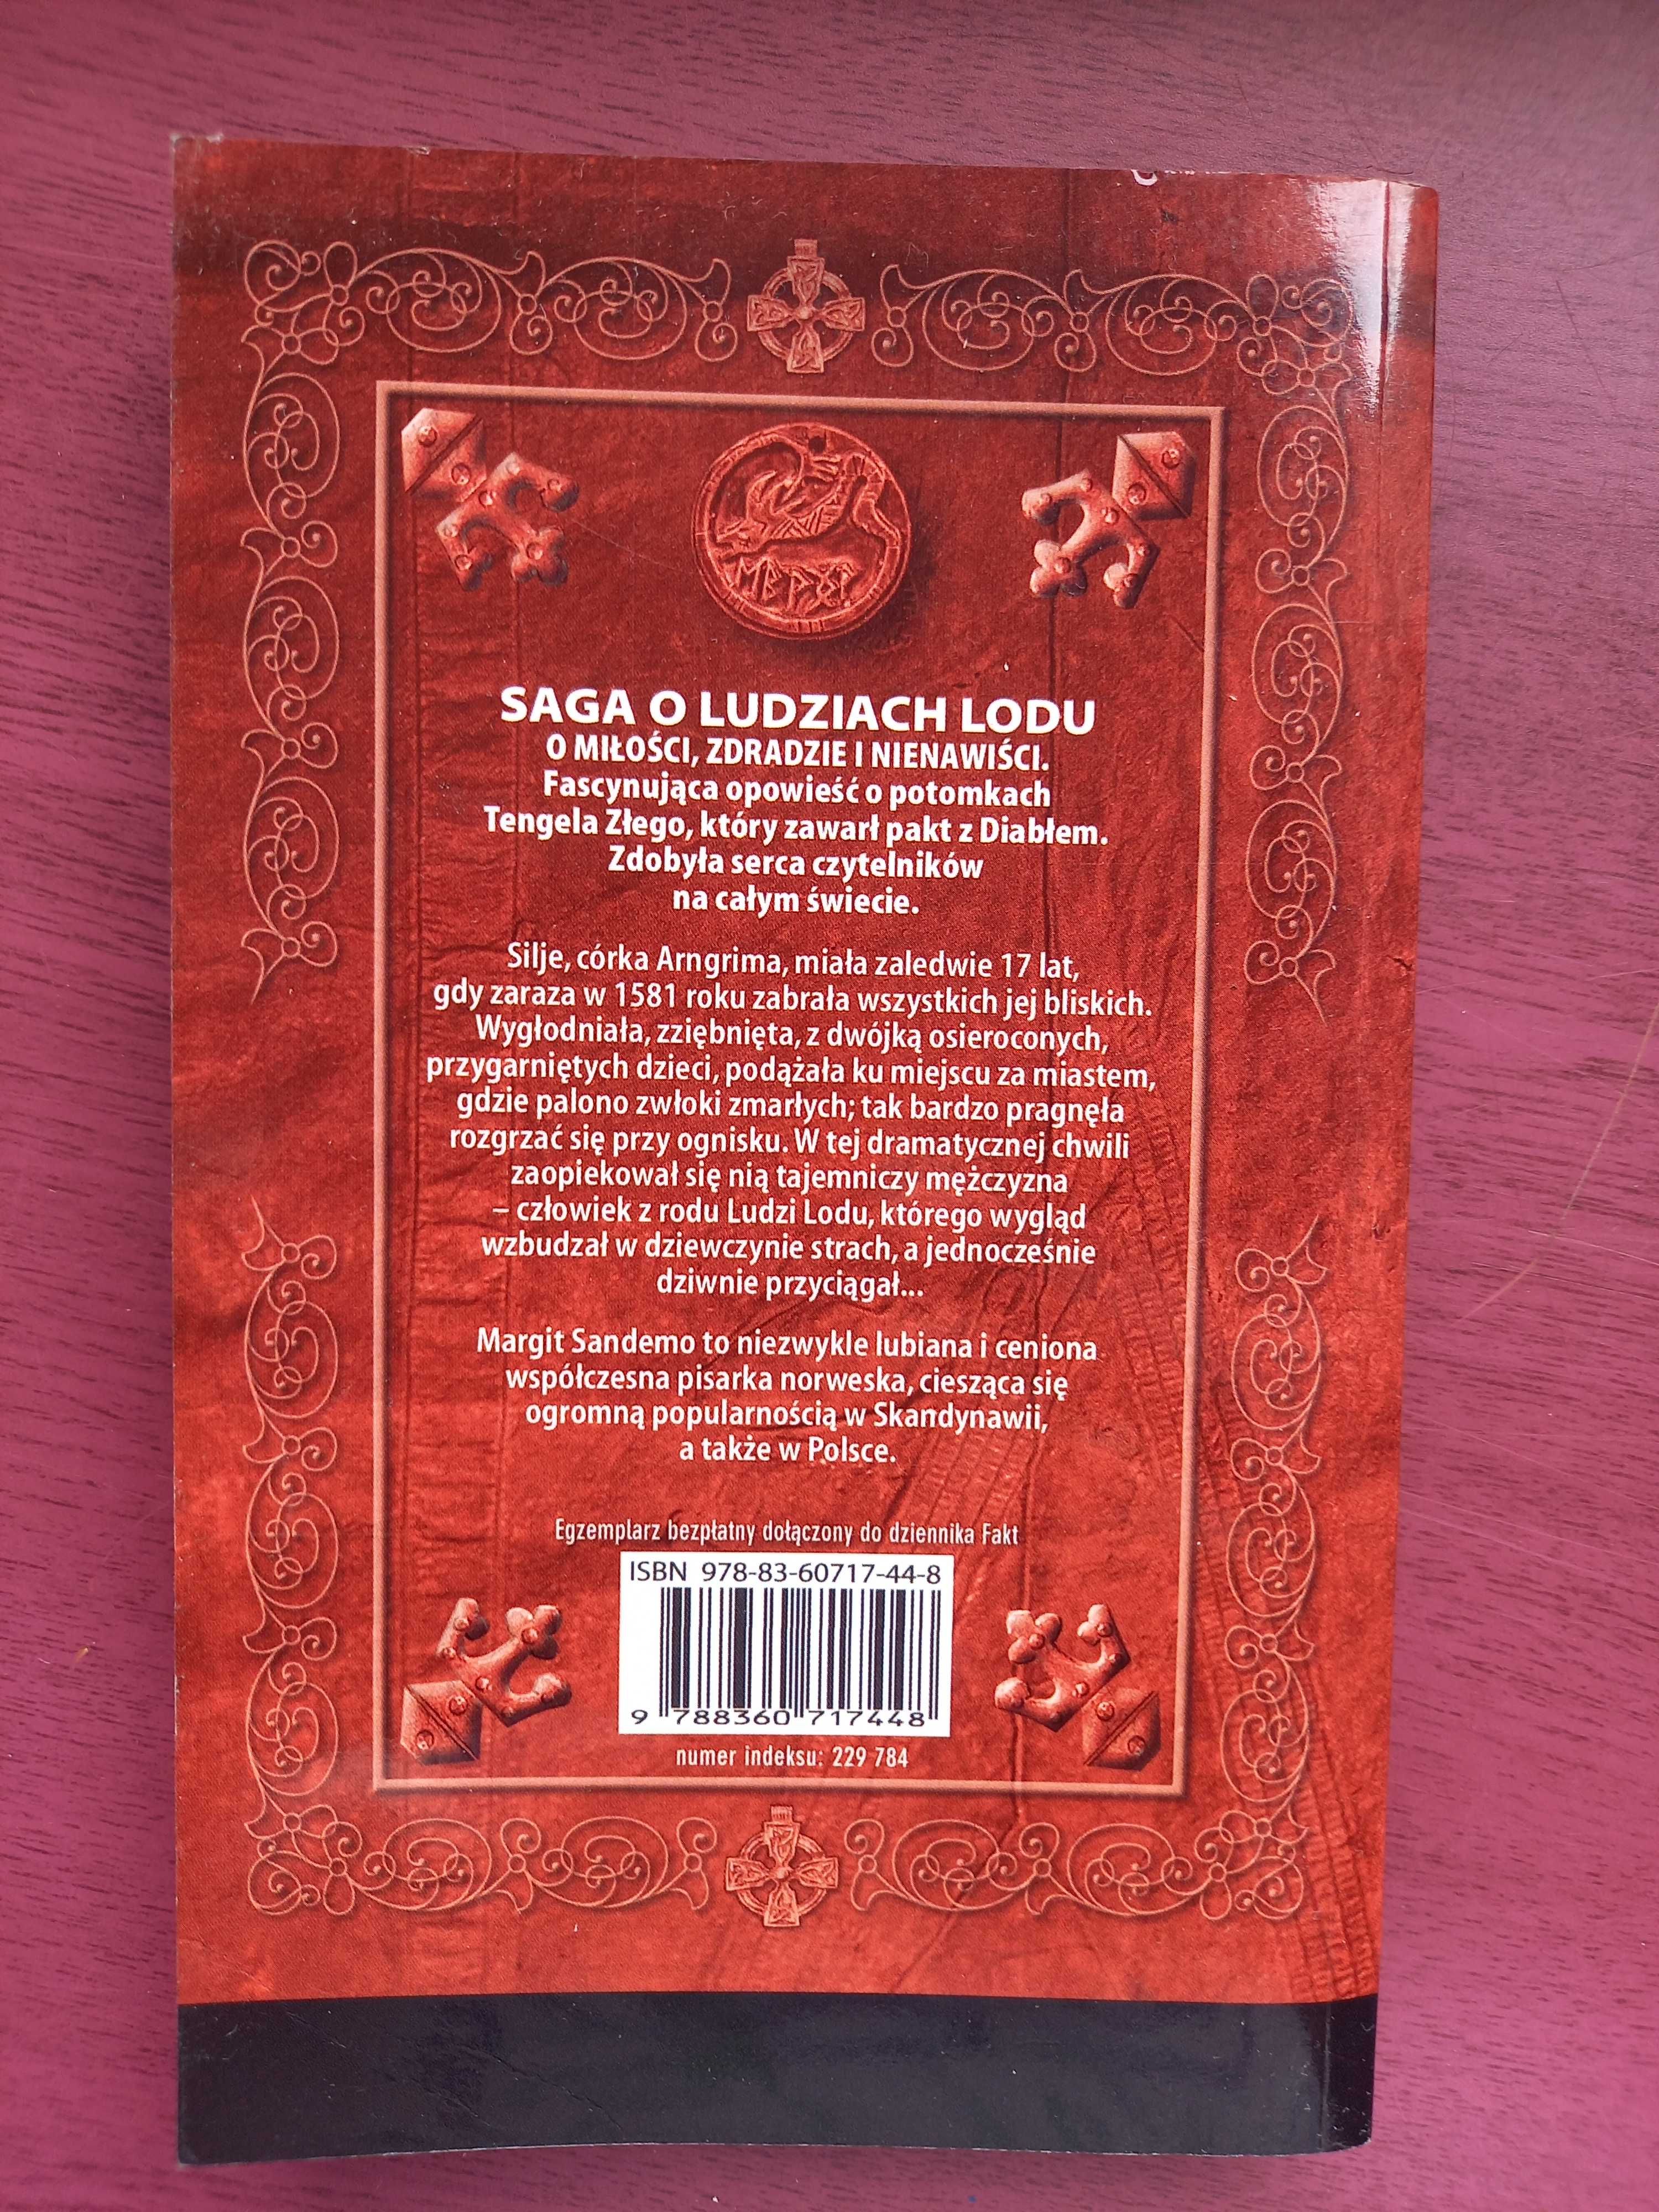 SAGA O LUDZIACH LODU
O MIŁOŚCI, ZDRADZIE I NIENAWIŚCI.
Fascynująca opowieść o potomkach
Tengela Złego, który zawarł pakt z Diabłem.
Zdobyła serca czytelników
na całym świecie.
Silje, córka Arngrima, miała zaledwie 17 lat,
gdy zaraza w 1581 roku zabrała wszystkich jej bliskich.
Wygłodniała, zziębnięta, z dwójką osieroconych,
przygarniętych dzieci, podążała ku miejscu za miastem,
gdzie palono zwłoki zmarłych; tak bardzo pragnęła
rozgrzać się przy ognisku. W tej dramatycznej chwili
zaopiekował się nią tajemniczy mężczyzna
– człowiek z rodu Ludzi Lodu, którego wygląd
wzbudzał w dziewczynie strach, a jednocześnie
dziwnie przyciągał...
Margit Sandemo to niezwykle lubiana i ceniona
współczesna pisarka norweska, ciesząca się
ogromną popularnością w Skandynawii,
a także w Polsce.
Egzemplarz bezpłatny dołączony do dziennika Fakt
ISBN 978-83-60717-44-8
9 788360 717448
numer indeksu: 229 784